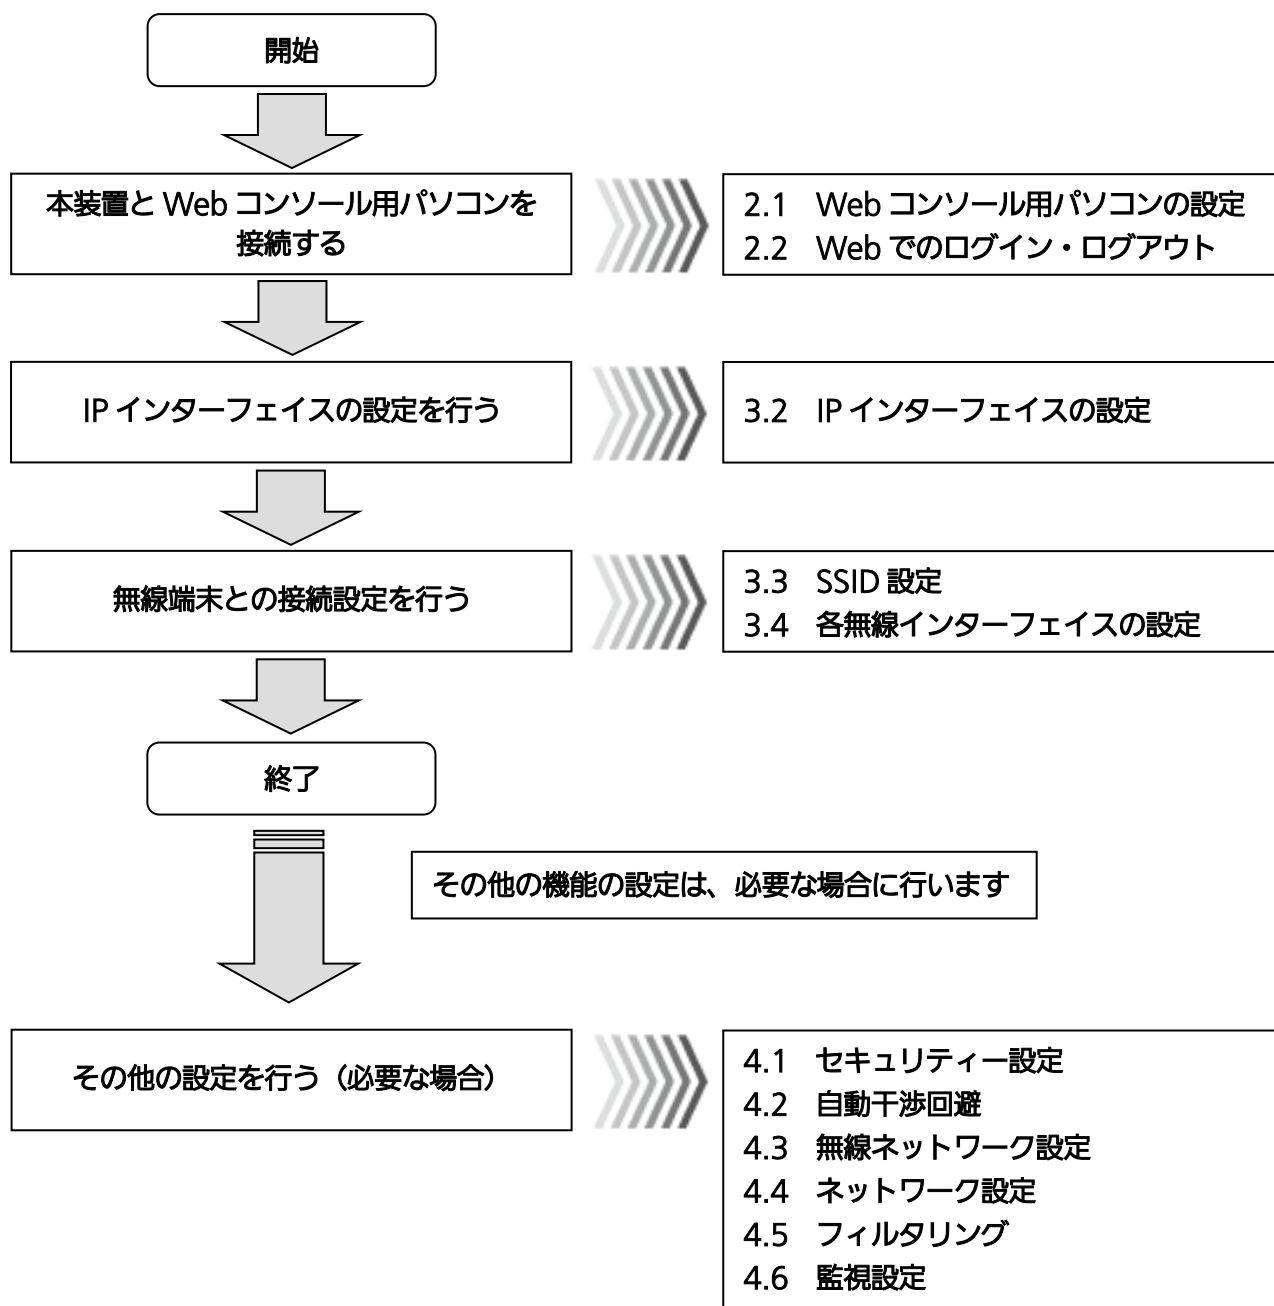 開始
本装置と Web コンソール用パソコンを
接続する
2.1 Web コンソール用パソコンの設定
2.2 Web でのログイン・ログアウト
IP インターフェイスの設定を行う
3.2 IP インターフェイスの設定
無線端末との接続設定を行う
3.3 SSID 設定
3.4 各無線インターフェイスの設定
終了
その他の機能の設定は、必要な場合に行います
その他の設定を行う（必要な場合）
4.1 セキュリティー設定
4.2 自動干渉回避
4.3 無線ネットワーク設定
4.4 ネットワーク設定
4.5 フィルタリング
4.6 監視設定